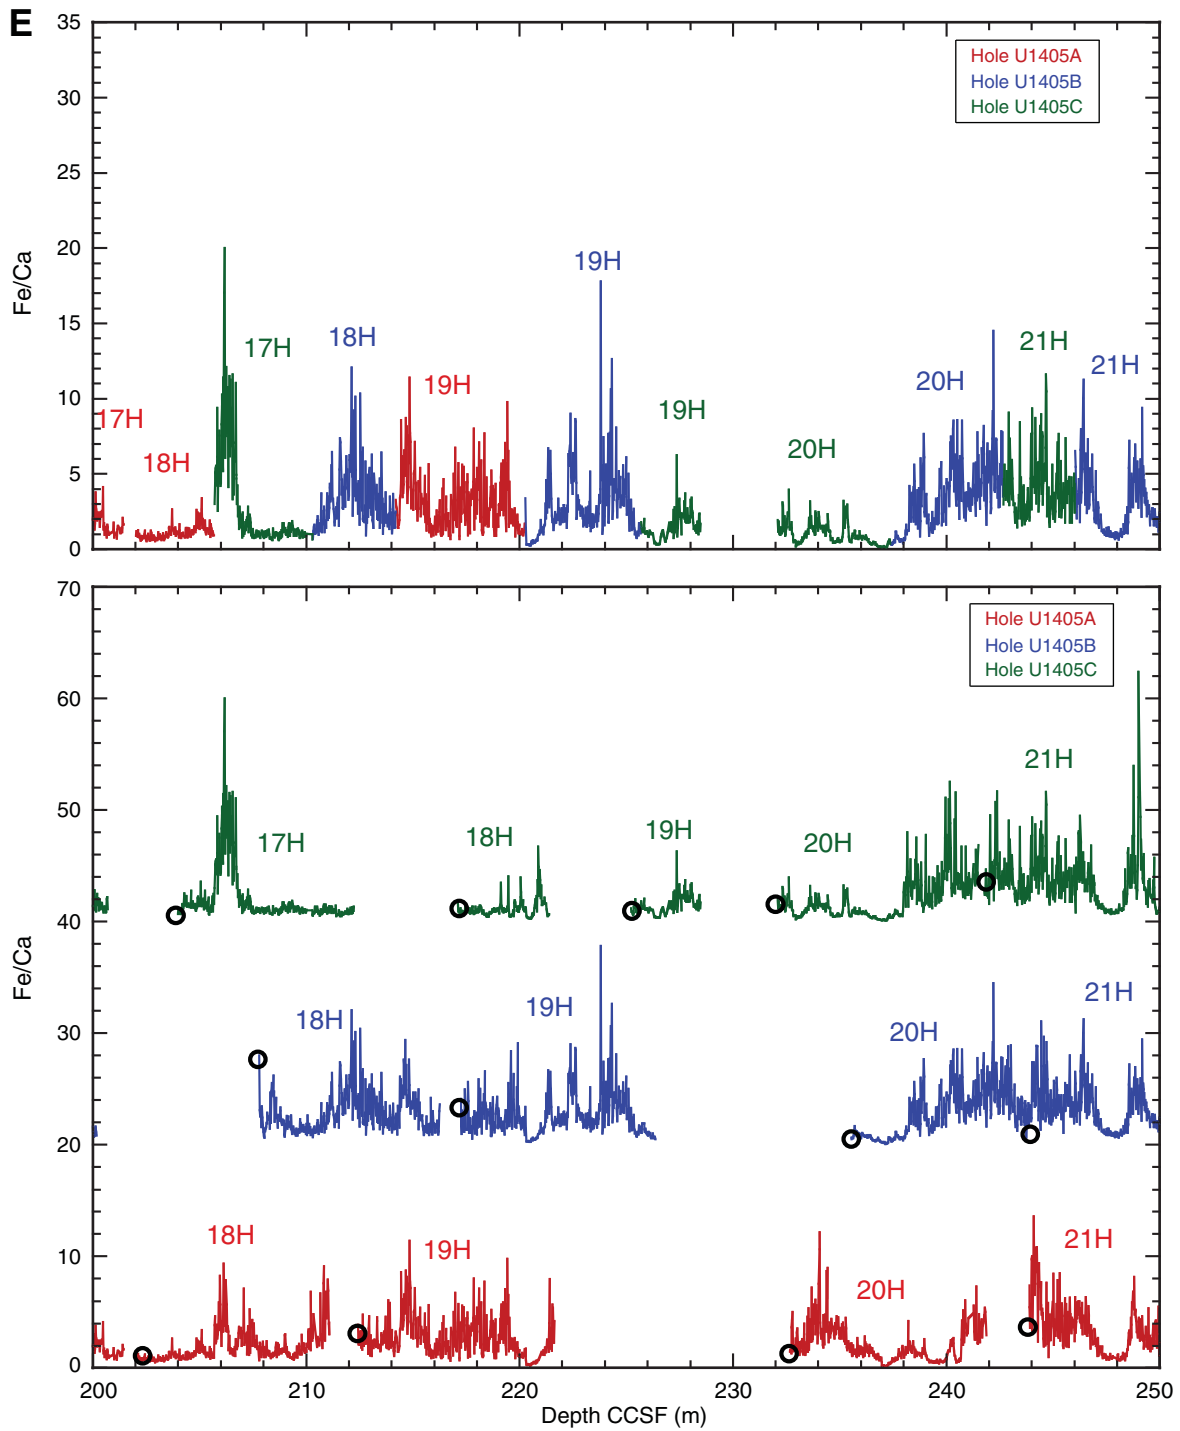 E
35
30
25
20
15
10
5
0
Fe/Ca
Hole U1405A
Hole U1405B
Hole U1405C
17H
18H
17H
18H
19H
19H
19H
20H
20H
21H
21H
70
60
50
40
30
20
10
0
Fe/Ca
Hole U1405A
Hole U1405B
Hole U1405C
17H
18H
19H
20H
21H
18H
19H
20H
21H
18H
19H
20H
21H
200
210
220
230
240
250
Depth CCSF (m)